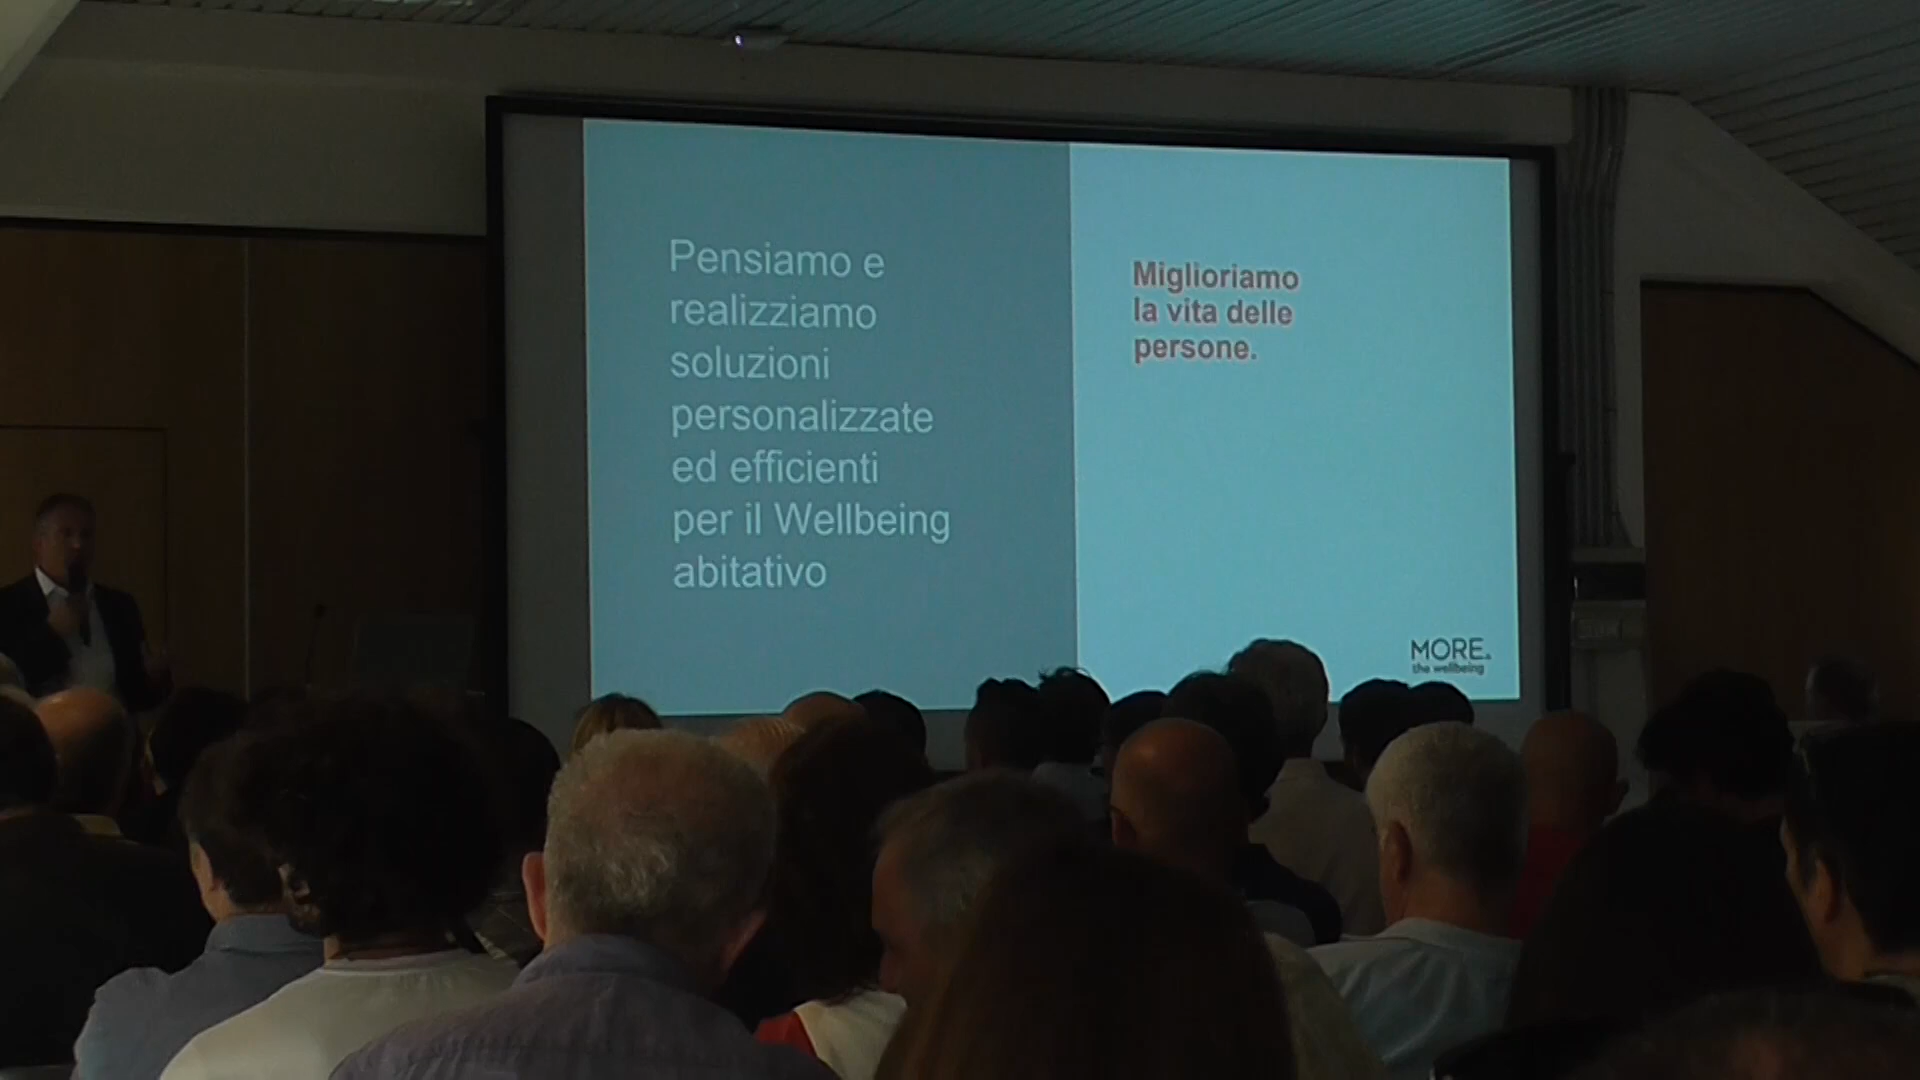 Pensiamo e
realizziamo
soluzioni
personalizzate
ed efficienti
per il Wellbeing
abitativo
Miglioriamo
la vita delle
persone.
MORE.
the wellbeing